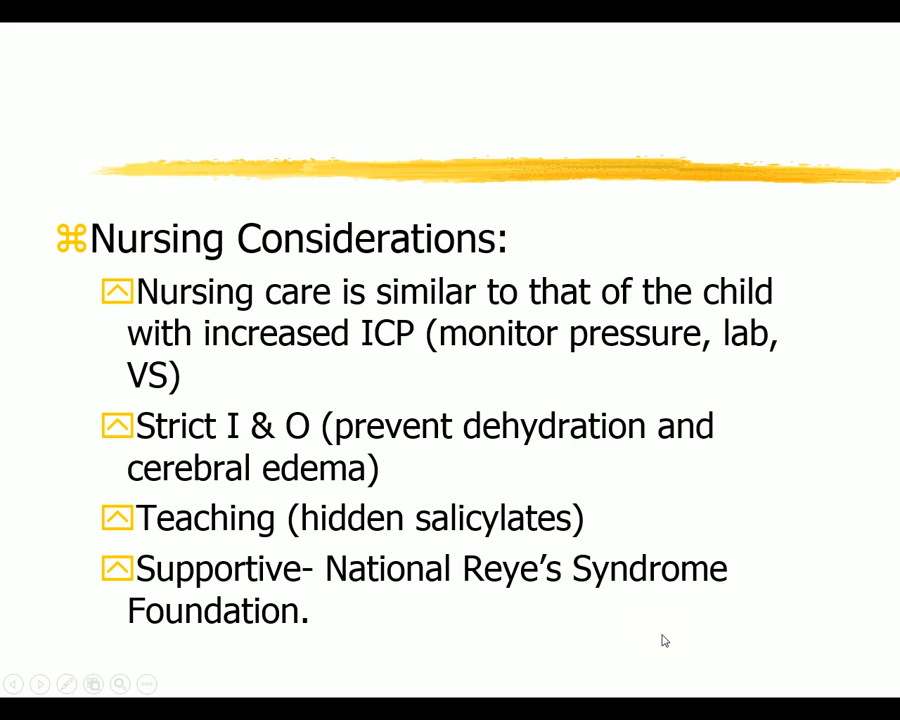 Nursing Considerations:
Nursing care is similar to that of the child
with increased ICP (monitor pressure, lab,
VS)
Strict I & O (prevent dehydration and
cerebral edema)
Teaching (hidden salicylates)
Supportive- National Reye’s Syndrome
Foundation.